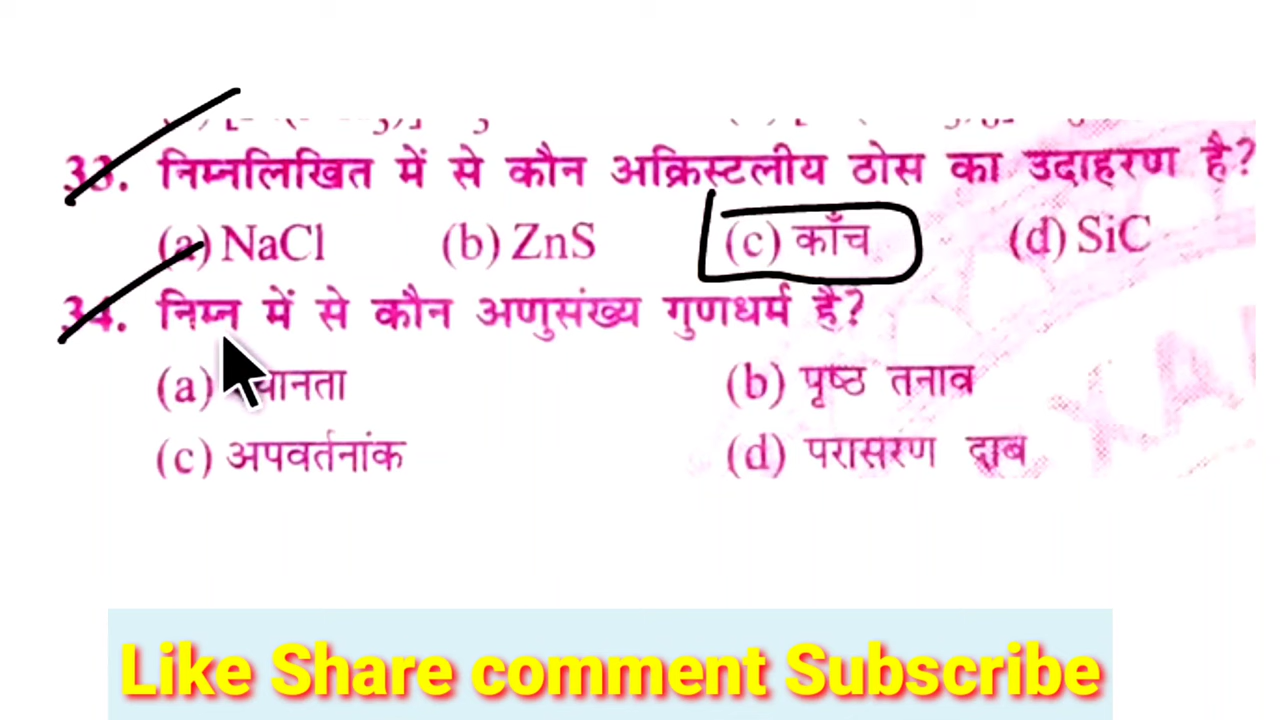 33. निम्नलिखित में से कौन अक्रिस्टलीय ठोस का उदाहरण है?
(a) NaCl (b) ZnS (c) काँच (d) SiC
34. निम्न में से कौन अणुसंख्य गुणधर्म है?
(a) (b) पृष्ठ तनाव
(c) अपवर्तनांक (d) परासरण दाब
Like Share comment Subscribe